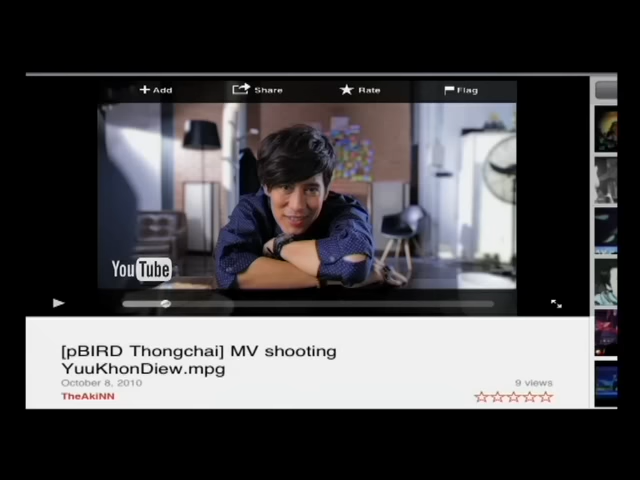 Add Share Rate Flag
YouTube
[pBIRD Thongchai] MV shooting
YuuKhonDiew.mpg
October 8, 2010 9 views
TheAkiNN